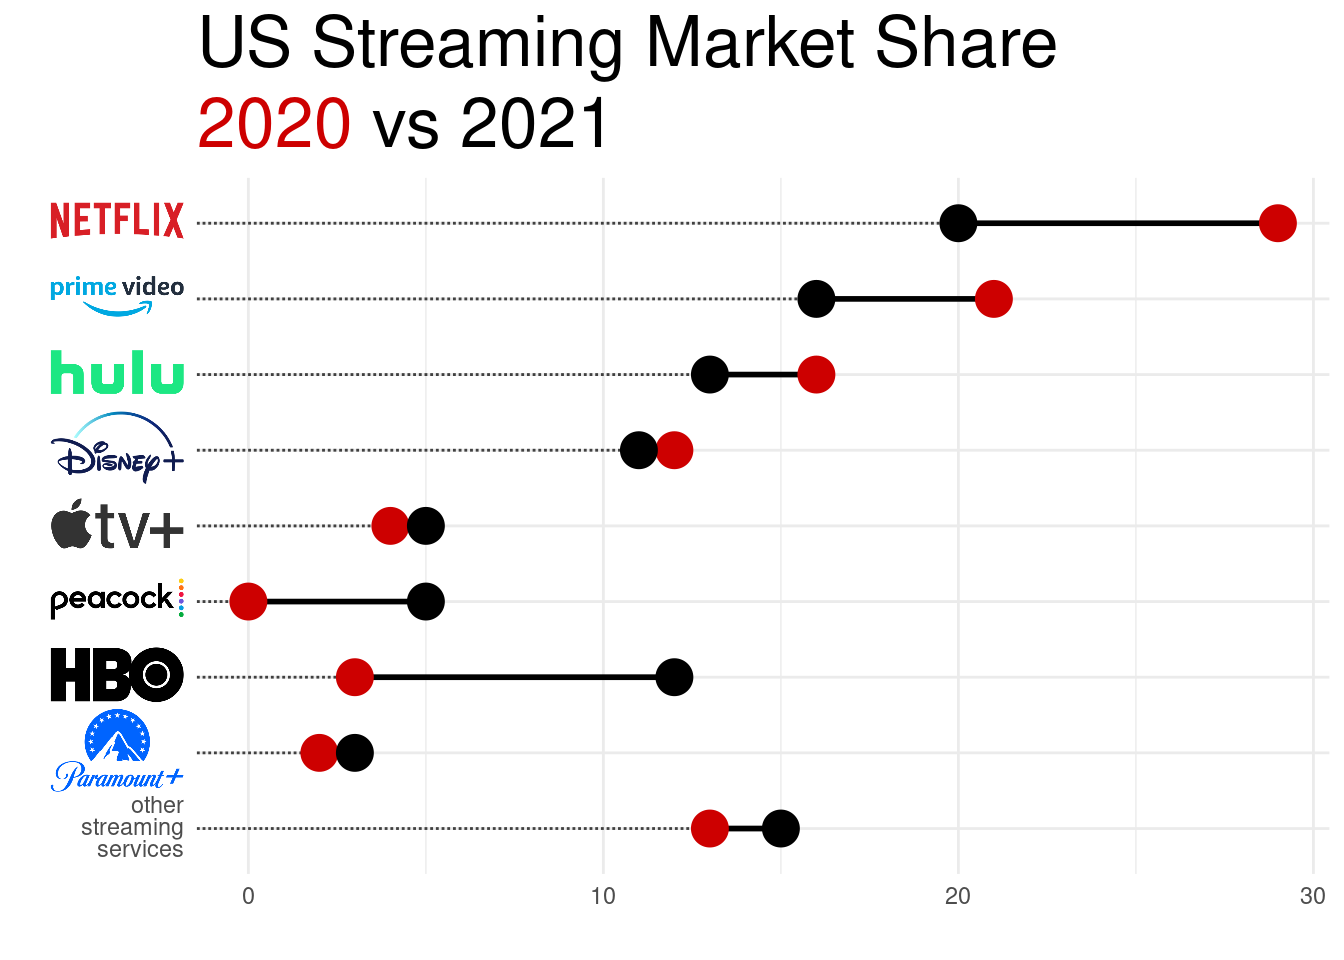 US Streaming Market Share
2020 vs 2021
NETFLIX
prime video
hulu
Disney+
tv+
peacock
HBO
Paramount+
other
streaming
services
0 10 20 30